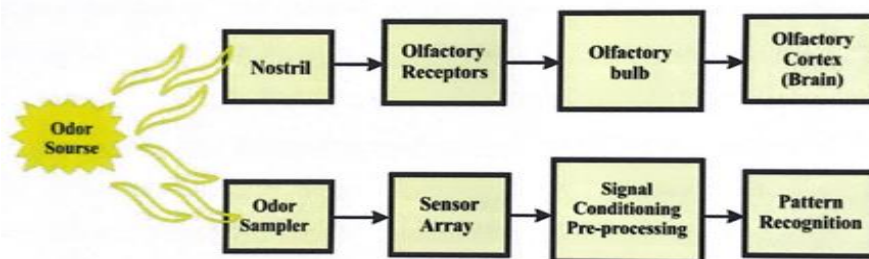 Odor
Sourse
Nostril
Olfactory
Receptors
Olfactory
bulb
Olfactory
Cortex
(Brain)
Odor
Sampler
Sensor
Array
Signal
Conditioning
Pre-processing
Pattern
Recognition